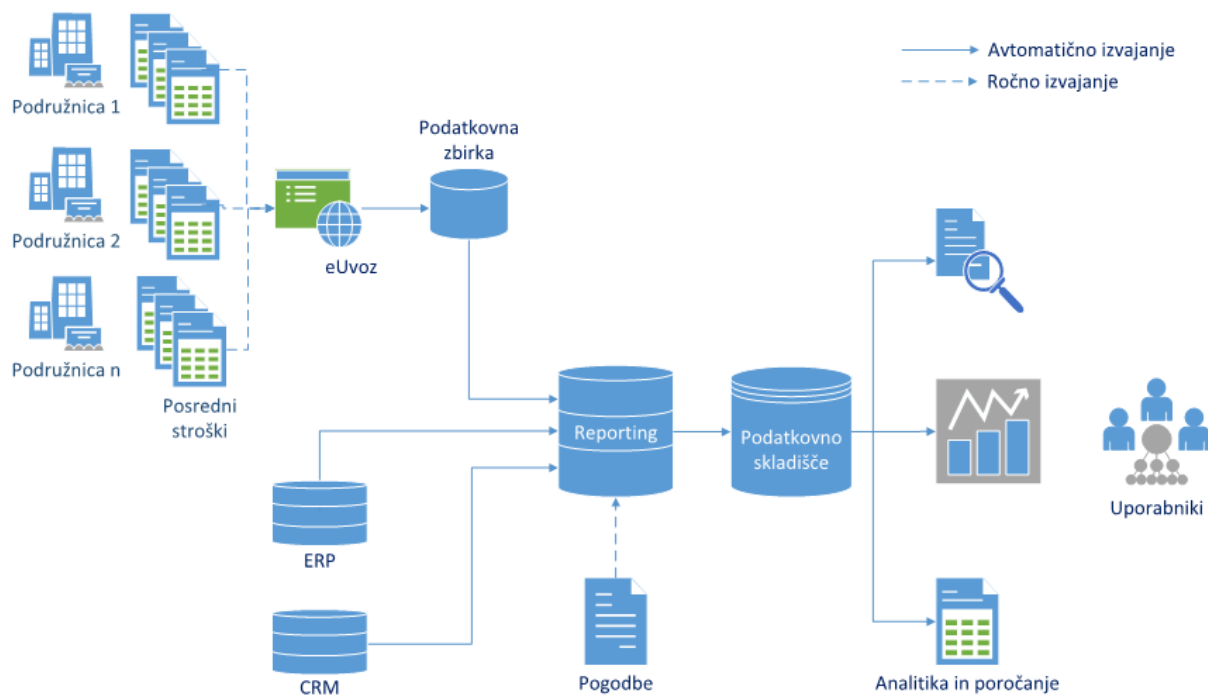 Podružnica 1
Podružnica 2
Podružnica n
Posredni
stroški
eUvoz
Podatkovna
zbirka
Avtomatično izvajanje
Ročno izvajanje
Reporting
Podatkovno
skladišče
ERP
CRM
Pogodbe
Analitika in poročanje
Uporabniki